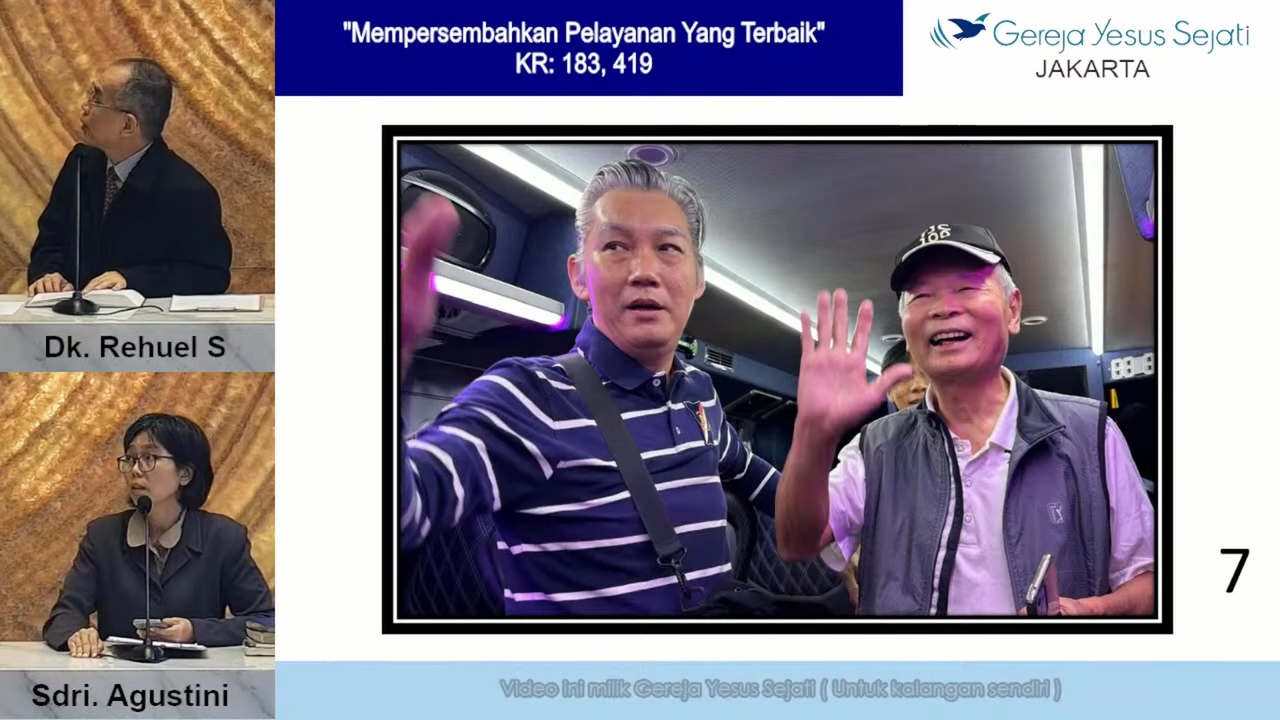 "Mempersembahkan Pelayanan Yang Terbaik"
KR: 183, 419
Gereja Yesus Sejati
JAKARTA
Dk. Rehuel S
7
Sdri. Agustini
Video ini milik Gereja Yesus Sejati ( Untuk kalangan sendiri )